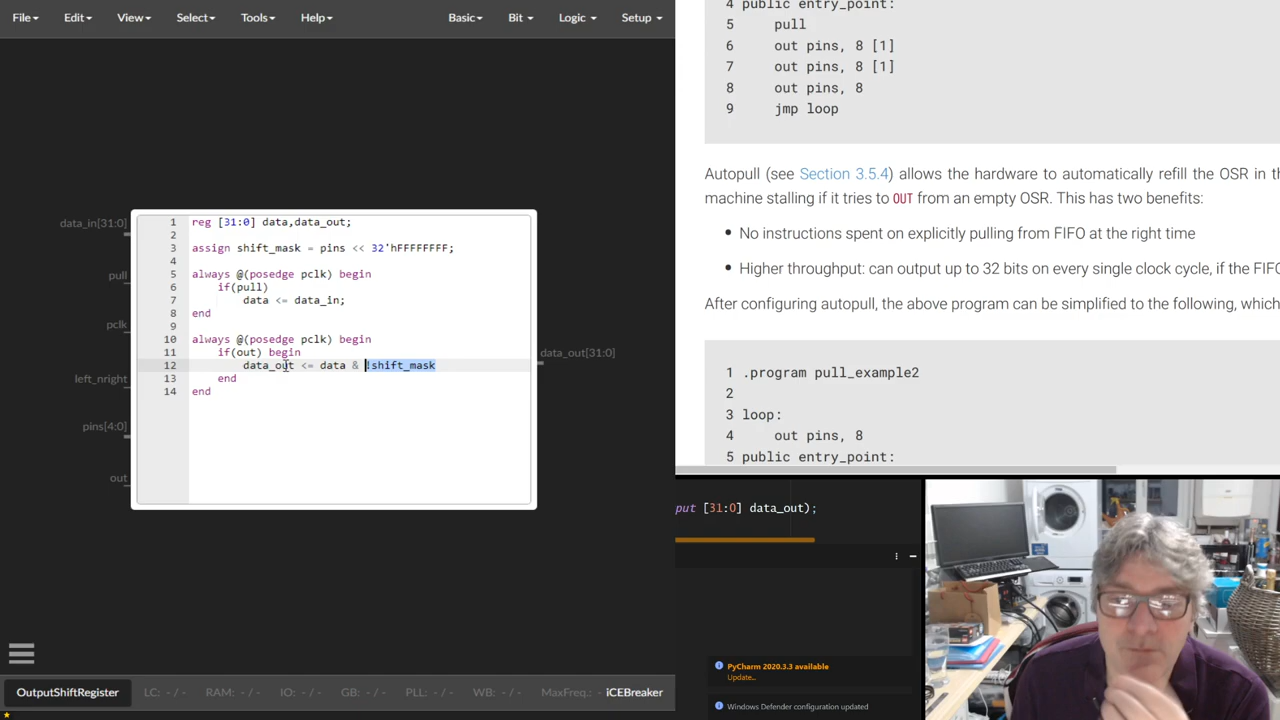 File Edit View Select Tools Help Basic Bit Logic Setup
data_in[31:0]
pull
pclk
left_nright
pins[4:0]
out
1 reg [31:0] data,data_out;
2
3 assign shift_mask = pins << 32'hFFFFFFFF;
4
5 always @(posedge pclk) begin
6 if(pull)
7 data <= data_in;
8 end
9
10 always @(posedge pclk) begin
11 if(out) begin
12 data_out <= data & !shift_mask
13 end
14 end
data_out[31:0]
OutputShiftRegister LC: - / - RAM: - / - IO: - / - GB: - / - PLL: - / - WB: - / - MaxFreq.: - iCEBreaker
4 public entry_point:
5 pull
6 out pins, 8 [1]
7 out pins, 8 [1]
8 out pins, 8
9 jmp loop
Autopull (see Section 3.5.4) allows the hardware to automatically refill the OSR in th
machine stalling if it tries to OUT from an empty OSR. This has two benefits:
• No instructions spent on explicitly pulling from FIFO at the right time
• Higher throughput: can output up to 32 bits on every single clock cycle, if the FIFO
After configuring autopull, the above program can be simplified to the following, which
1 .program pull_example2
2
3 loop:
4 out pins, 8
5 public entry_point:
put [31:0] data_out);
PyCharm 2020.3.3 available
Update...
Windows Defender configuration updated